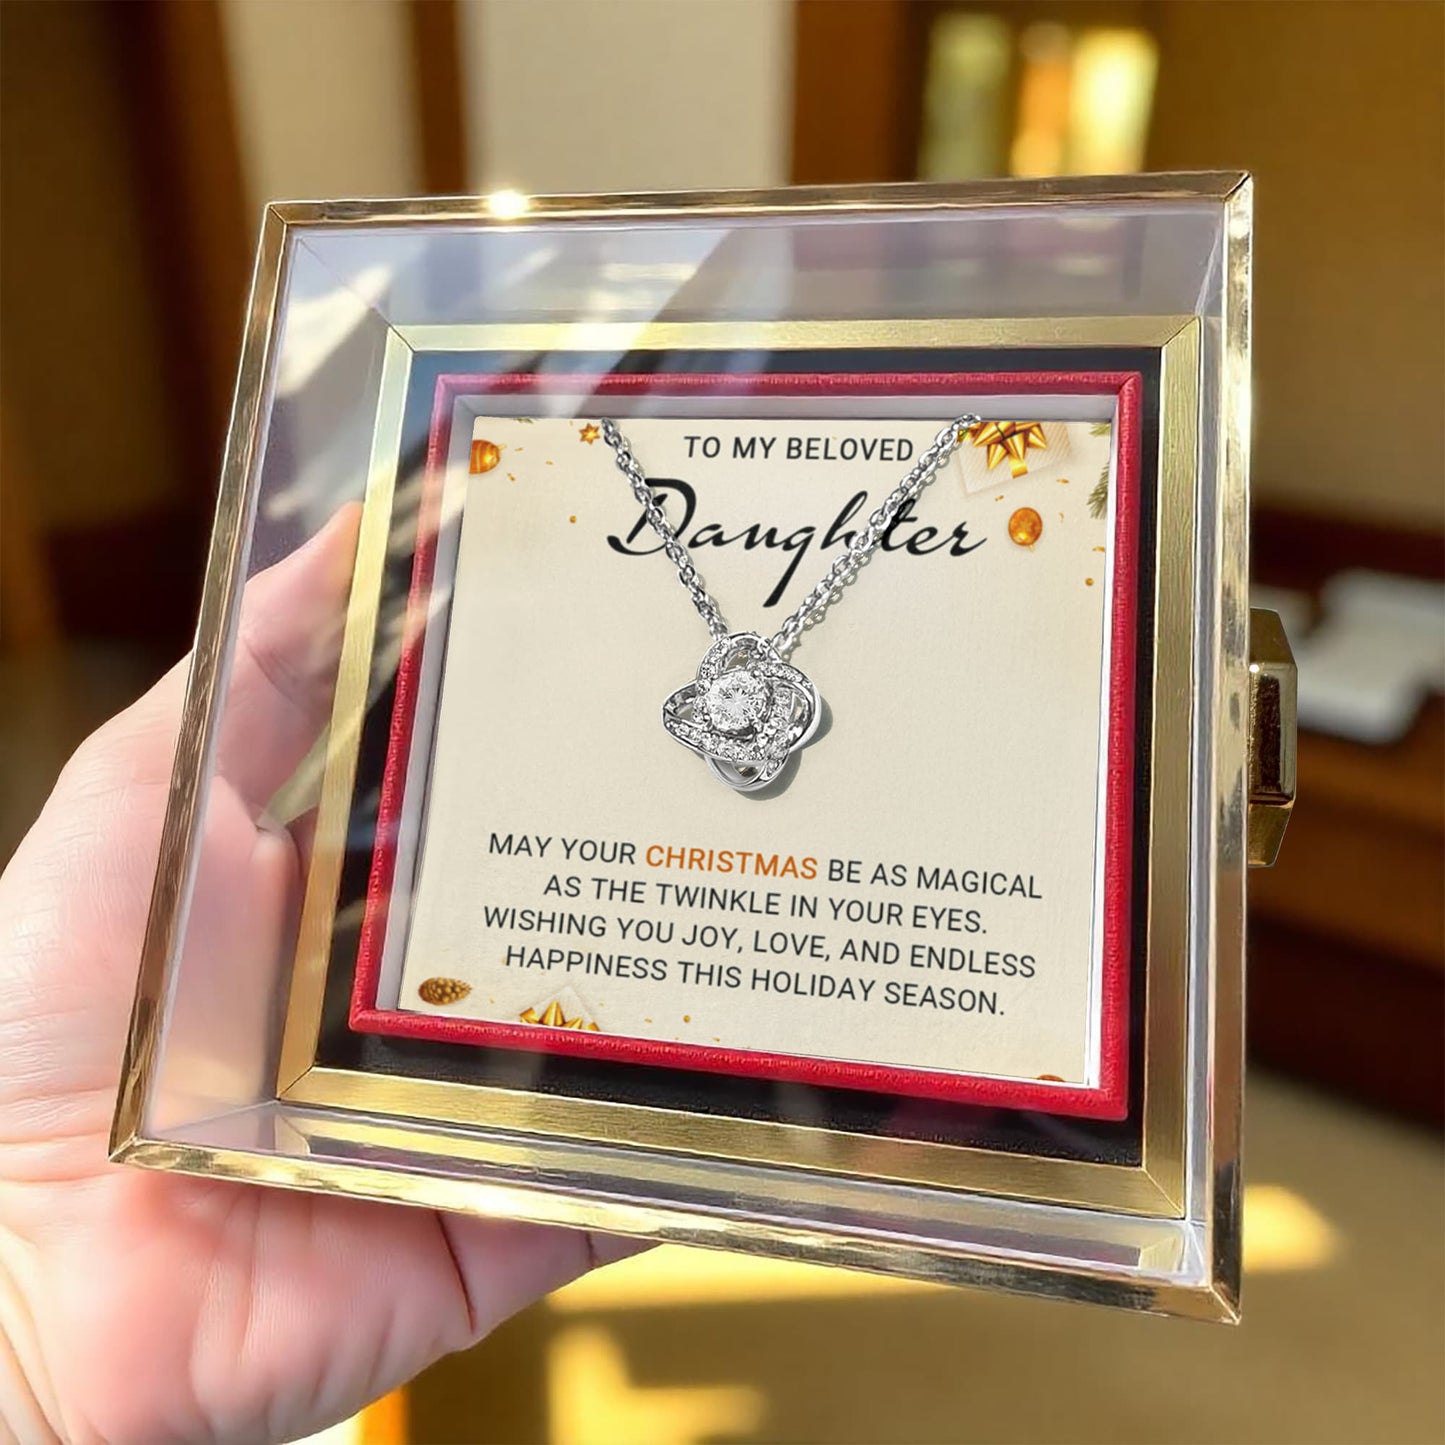 TO MY BELOVED
Daughter
MAY YOUR CHRISTMAS BE AS MAGICAL
AS THE TWINKLE IN YOUR EYES.
WISHING YOU JOY, LOVE, AND ENDLESS
HAPPINESS THIS HOLIDAY SEASON.